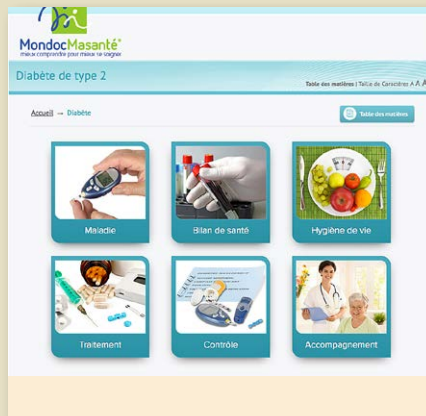 MondocMasanté
mieux comprendre pour mieux se soigner
Diabète de type 2
Table des matières | Taille de Caractères A A A
Accueil → Diabète
Table des matières
Maladie
Bilan de santé
Hygiène de vie
Traitement
Contrôle
Accompagnement